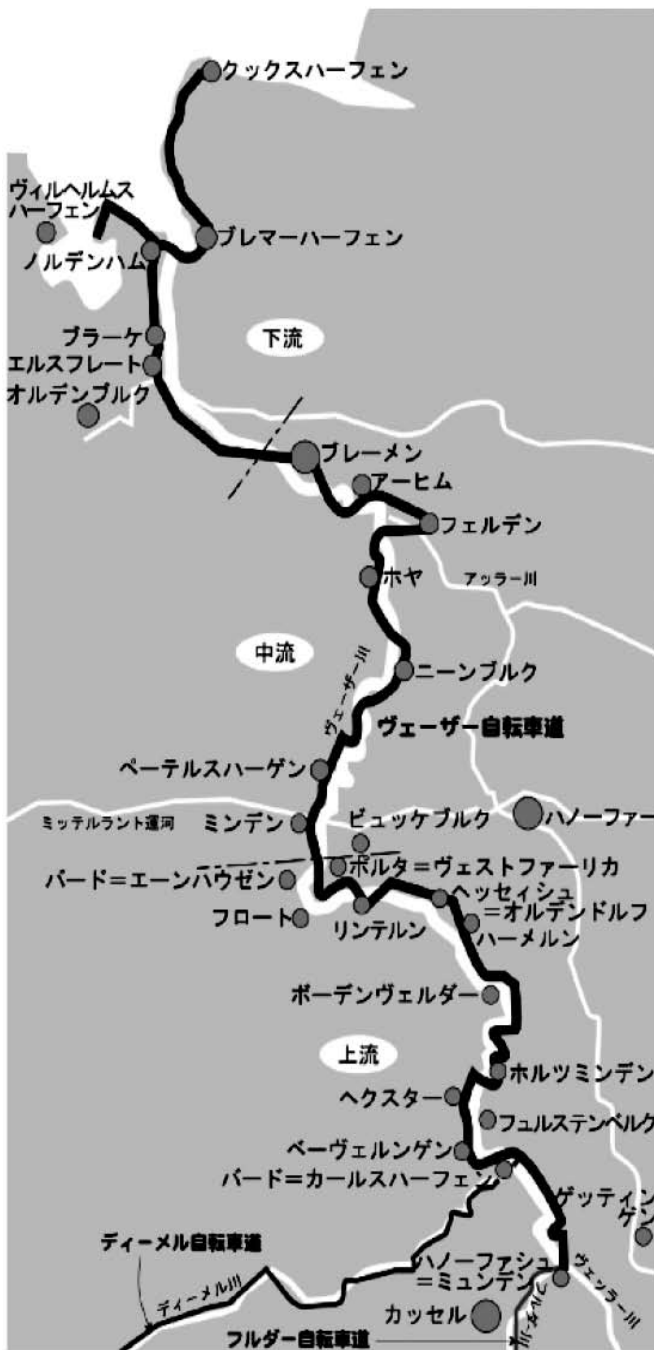 クックスハーフェン
ヴィルヘルムス
ハーフェン
ブレマーハーフェン
ノルデンハム
ブラーケ
下流
エルスフレート
オルデンブルク
ブレーメン
アーヒム
フェルデン
ホヤ
アッラー川
中流
ヴェーザー川
ニーンブルク
ヴェーザー自転車道
ペーテルスハーゲン
ミッテルラント運河
ミンデン
ビュッケブルク
ハノーファー
ポルタ=ヴェストファーリカ
バード=エーンハウゼン
ヘッセィシュ
=オルデンドルフ
フロート
リンテルン
ハーメルン
ボーデンヴェルダー
上流
ホルツミンデン
ヘクスター
フュルステンベルク
ベーヴェルンゲン
バード=カールスハーフェン
ゲッティン
ゲン
ディーメル自転車道
ハノーファシュ
=ミュンデン
ヴェッラー川
ディーメル川
フルダー川
カッセル
フルダー自転車道